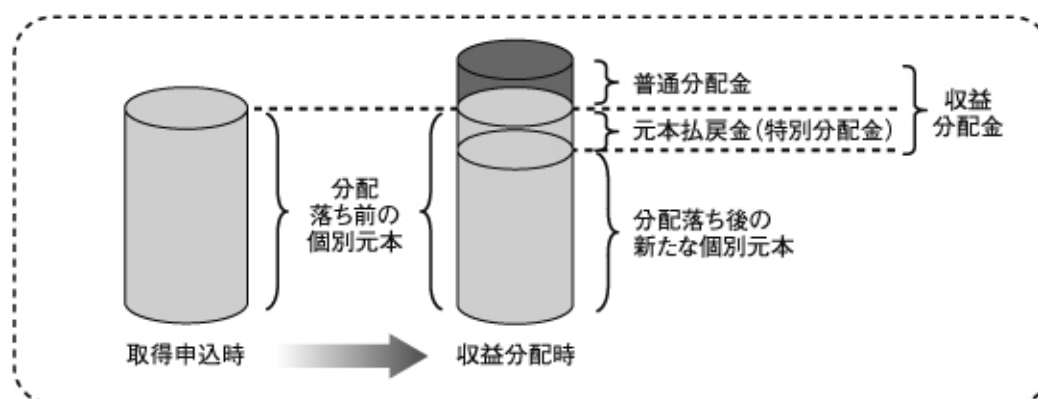 普通分配金
収益
分配金
元本払戻金（特別分配金）
分配
落ち前の
個別元本
分配落ち後の
新たな個別元本
取得申込時
収益分配時